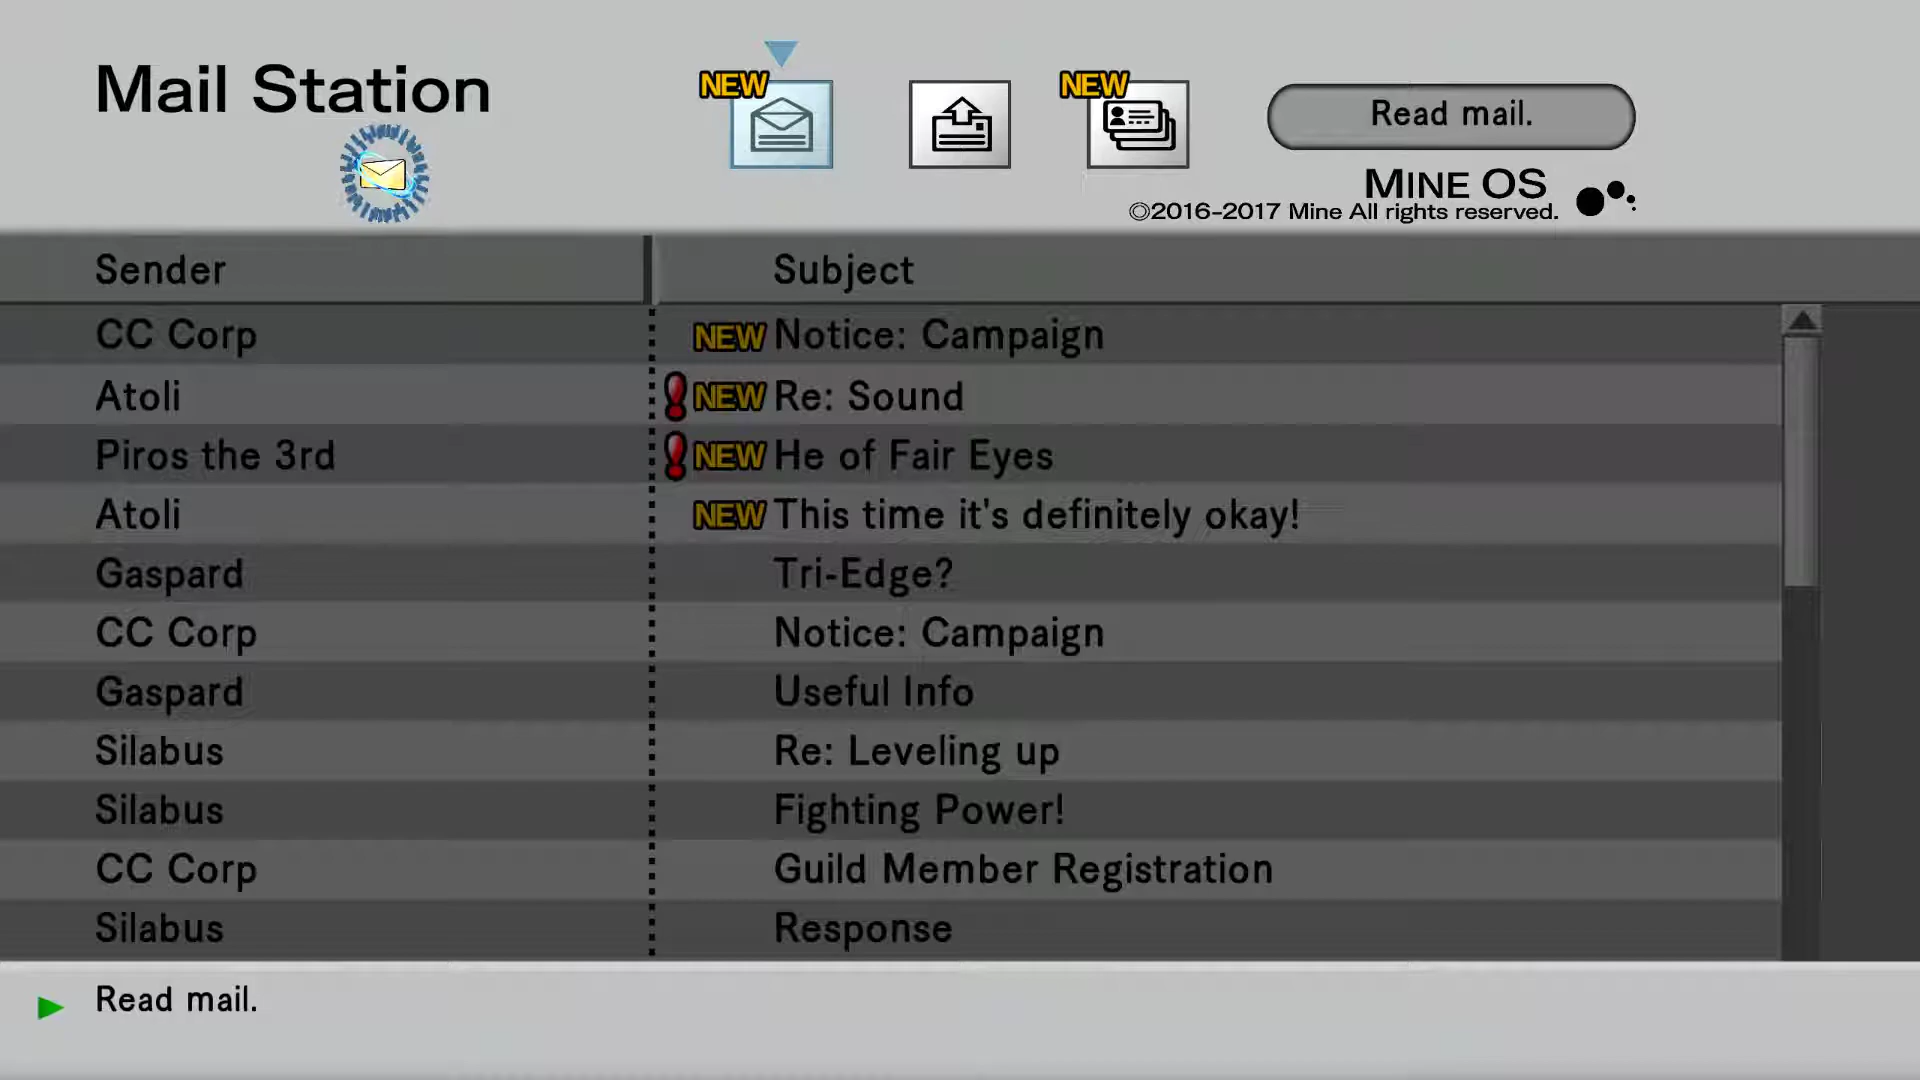 Mail Station
NEW
NEW
Read mail.
MINE OS
©2016-2017 Mine All rights reserved.
Sender Subject
CC Corp NEW Notice: Campaign
Atoli NEW Re: Sound
Piros the 3rd NEW He of Fair Eyes
Atoli NEW This time it's definitely okay!
Gaspard Tri-Edge?
CC Corp Notice: Campaign
Gaspard Useful Info
Silabus Re: Leveling up
Silabus Fighting Power!
CC Corp Guild Member Registration
Silabus Response
Read mail.